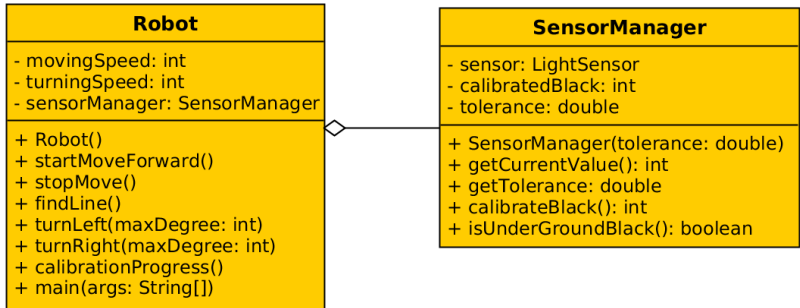 Robot
- movingSpeed: int
- turningSpeed: int
- sensorManager: SensorManager
+ Robot()
+ startMoveForward()
+ stopMove()
+ findLine()
+ turnLeft(maxDegree: int)
+ turnRight(maxDegree: int)
+ calibrationProgress()
+ main(args: String[])
SensorManager
- sensor: LightSensor
- calibratedBlack: int
- tolerance: double
+ SensorManager(tolerance: double)
+ getCurrentValue(): int
+ getTolerance: double
+ calibrateBlack(): int
+ isUnderGroundBlack(): boolean